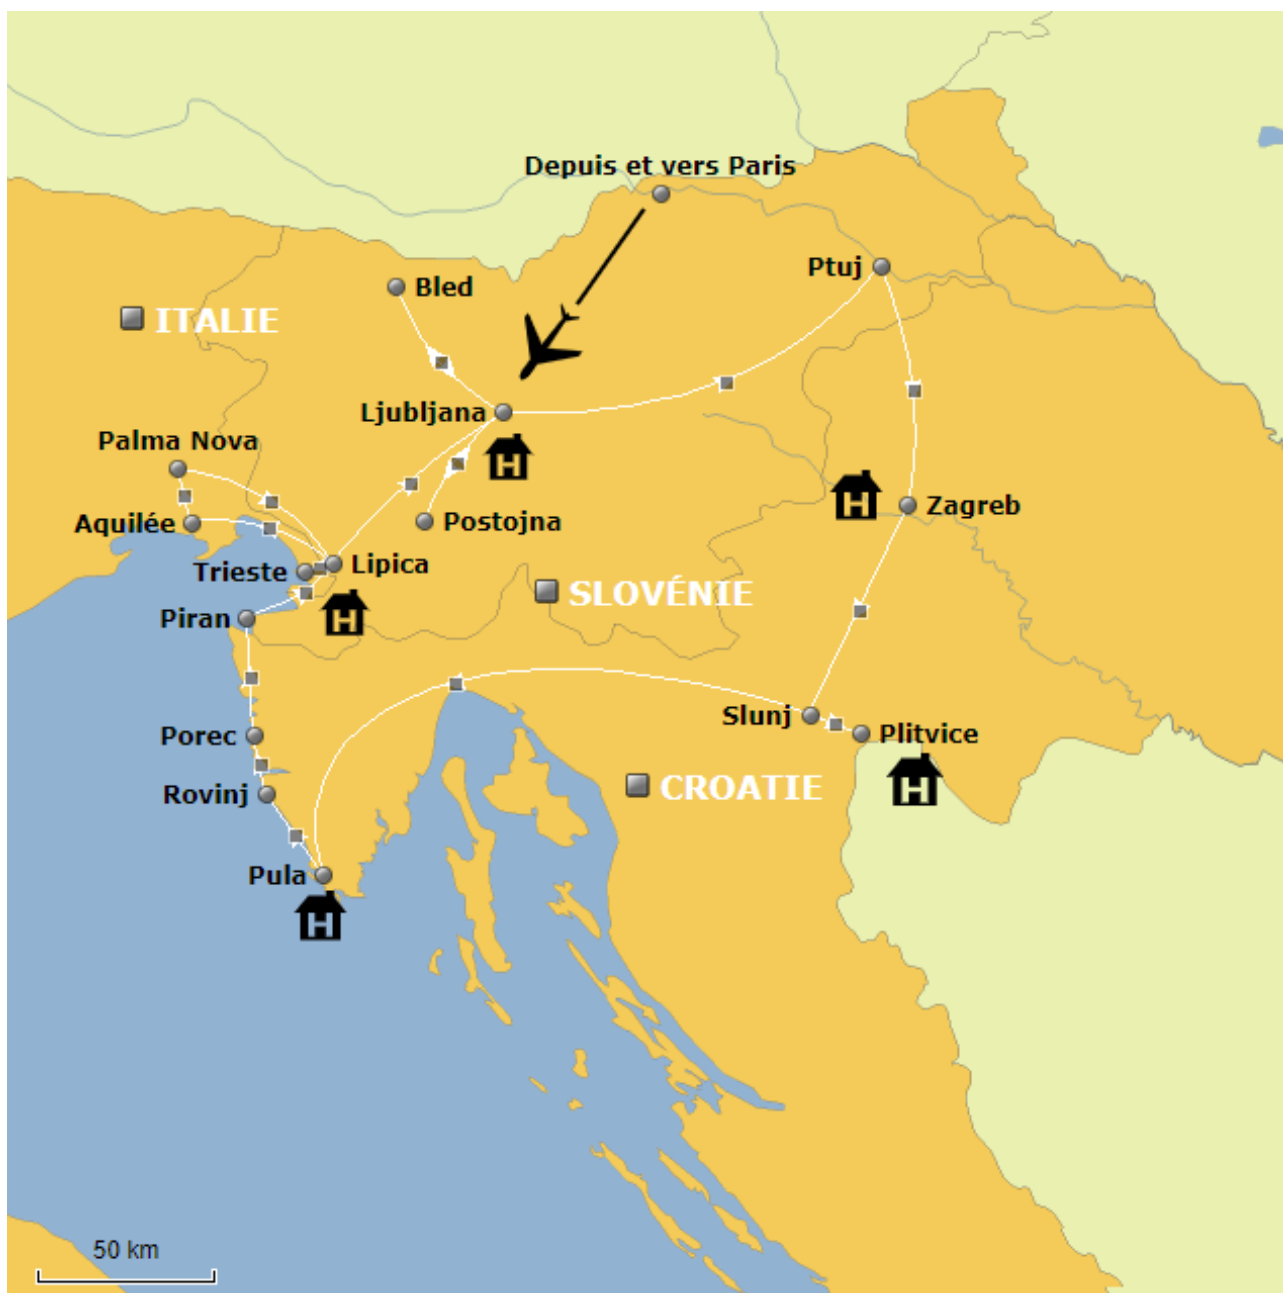 Depuis et vers Paris
Ptuj
Bled
ITALIE
Ljubljana
Palma Nova
Zagreb
Aquilée
Postojna
Lipica
Trieste
SLOVÉNIE
Piran
Slunj
Plitvice
Porec
CROATIE
Rovinj
Pula
50 km
H
H
H
H
H